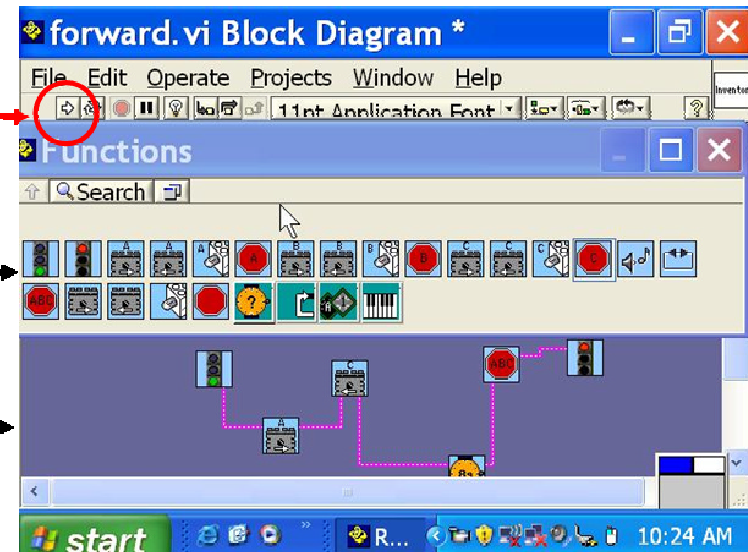 forward.vi Block Diagram *
File Edit Operate Projects Window Help
11pt Application Font
?
Functions
Search
A A A A B B B B C C C C
ABC ?
C ABC
A
8s
start R... 10:24 AM